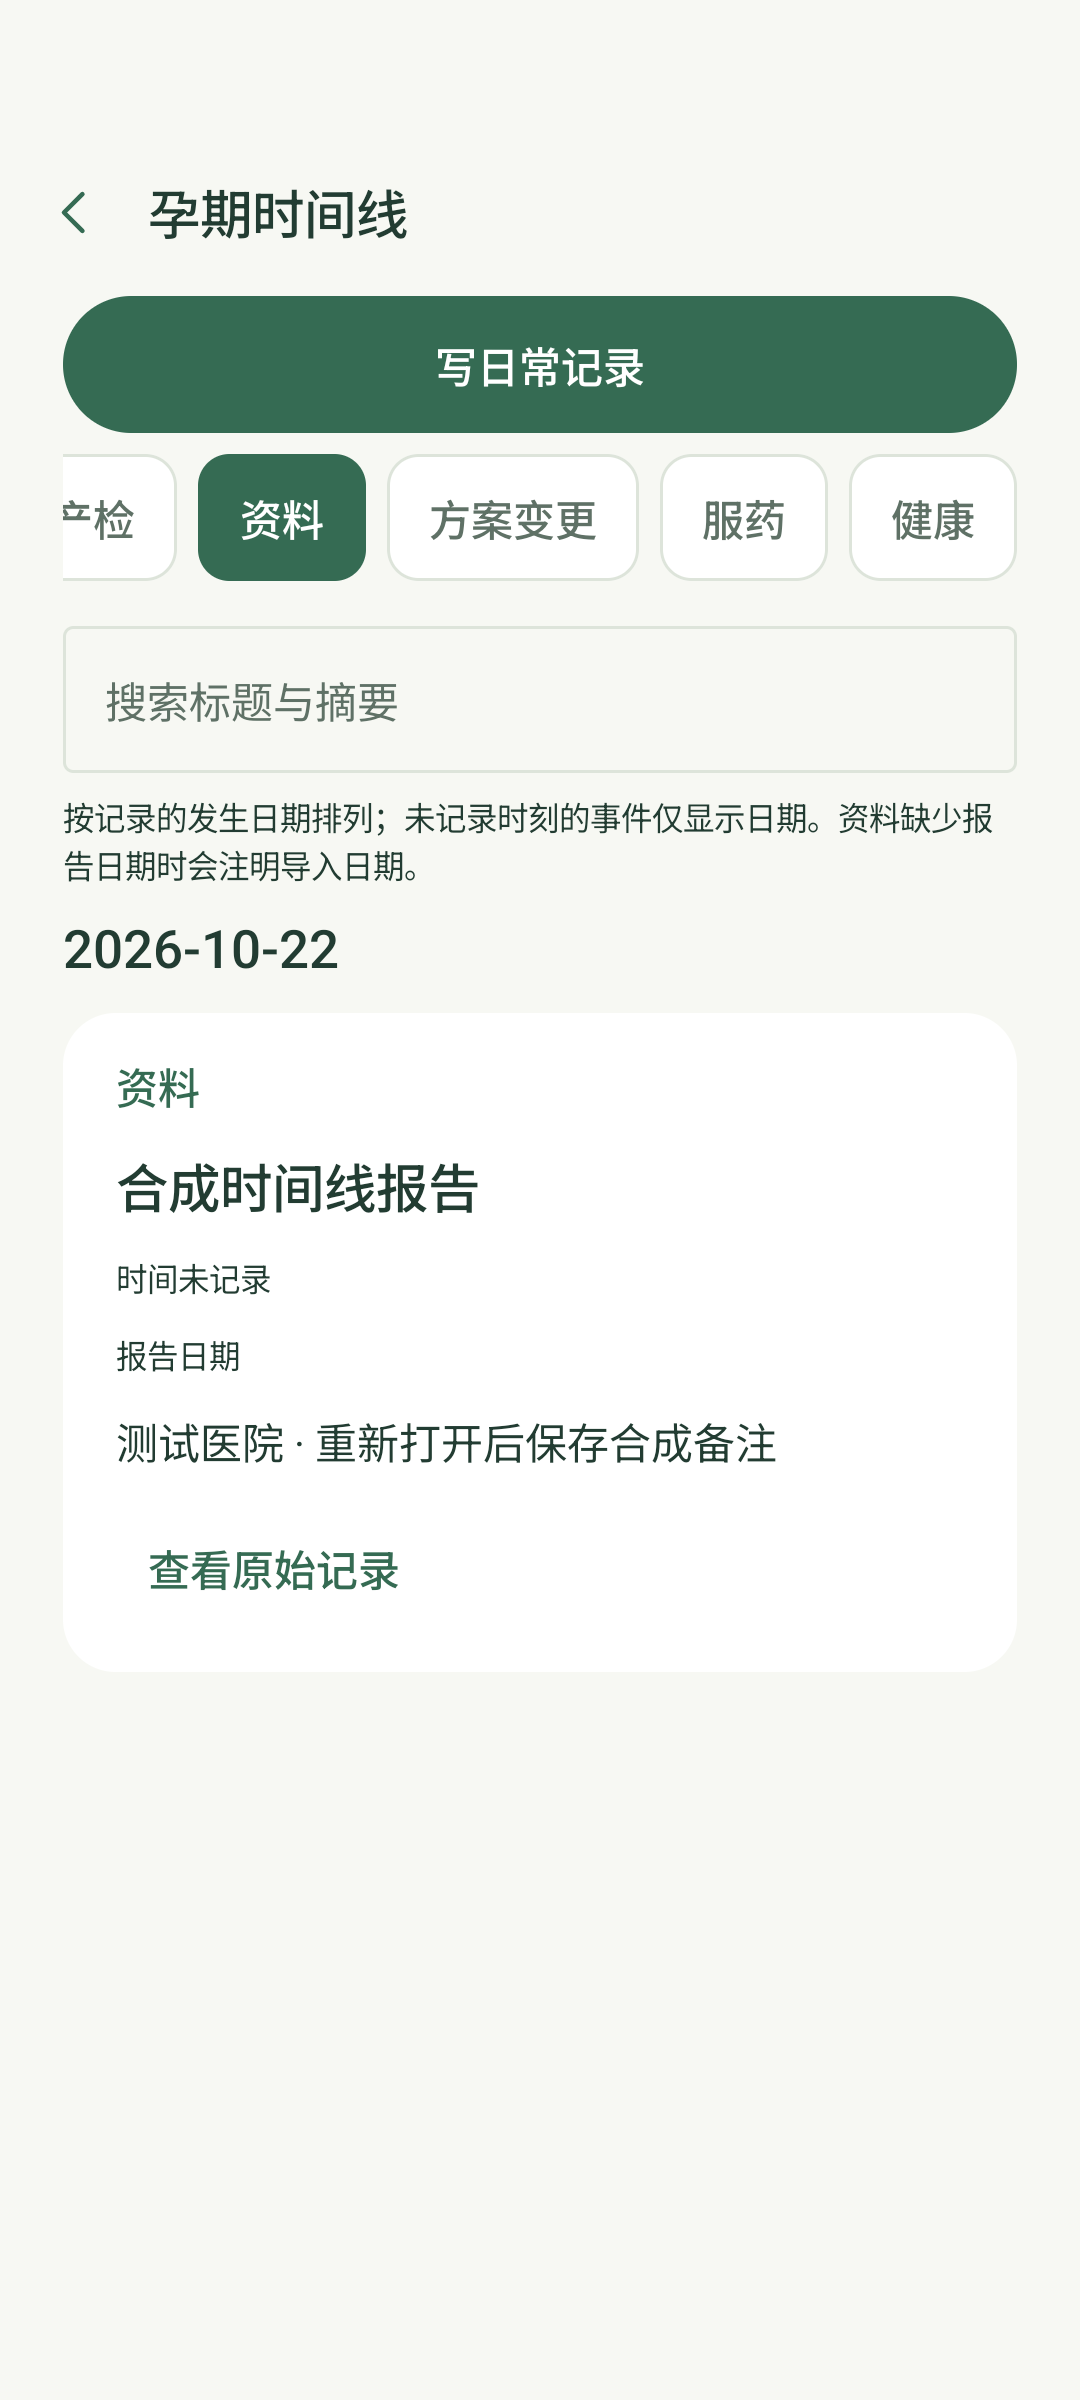 孕期时间线
写日常记录
产检 资料 方案变更 服药 健康
搜索标题与摘要
按记录的发生日期排列；未记录时刻的事件仅显示日期。资料缺少报
告日期时会注明导入日期。
2026-10-22
资料
合成时间线报告
时间未记录
报告日期
测试医院 · 重新打开后保存合成备注
查看原始记录